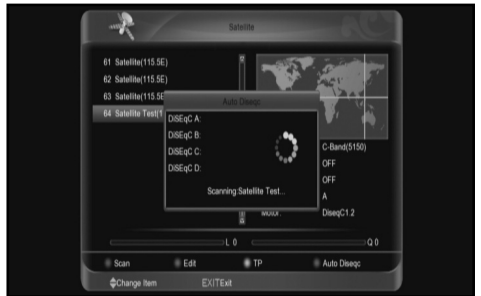 Satellite
61 Satellite(115.5E)
62 Satellite(115.5E)
63 Satellite(115.5E
64 Satellite Test(1
Auto Diseqc
DiSEqC A:
DiSEqC B:
DiSEqC C:
DiSEqC D:
Scanning:Satellite Test...
C-Band(5150)
OFF
OFF
A
Motor: DiseqC1.2
L 0 Q 0
Scan Edit TP Auto Diseqc
Change Item EXIT Exit